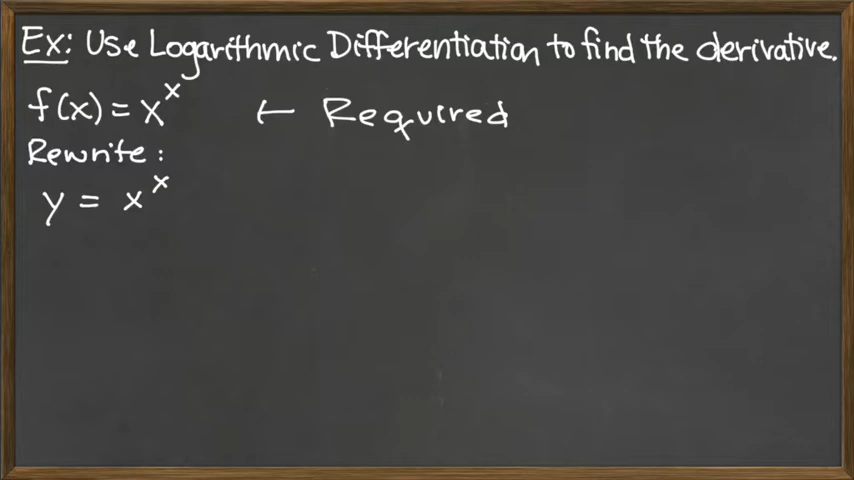 Ex: Use Logarithmic Differentiation to find the derivative.
f(x) = x^x ← Required
Rewrite:
y = x^x